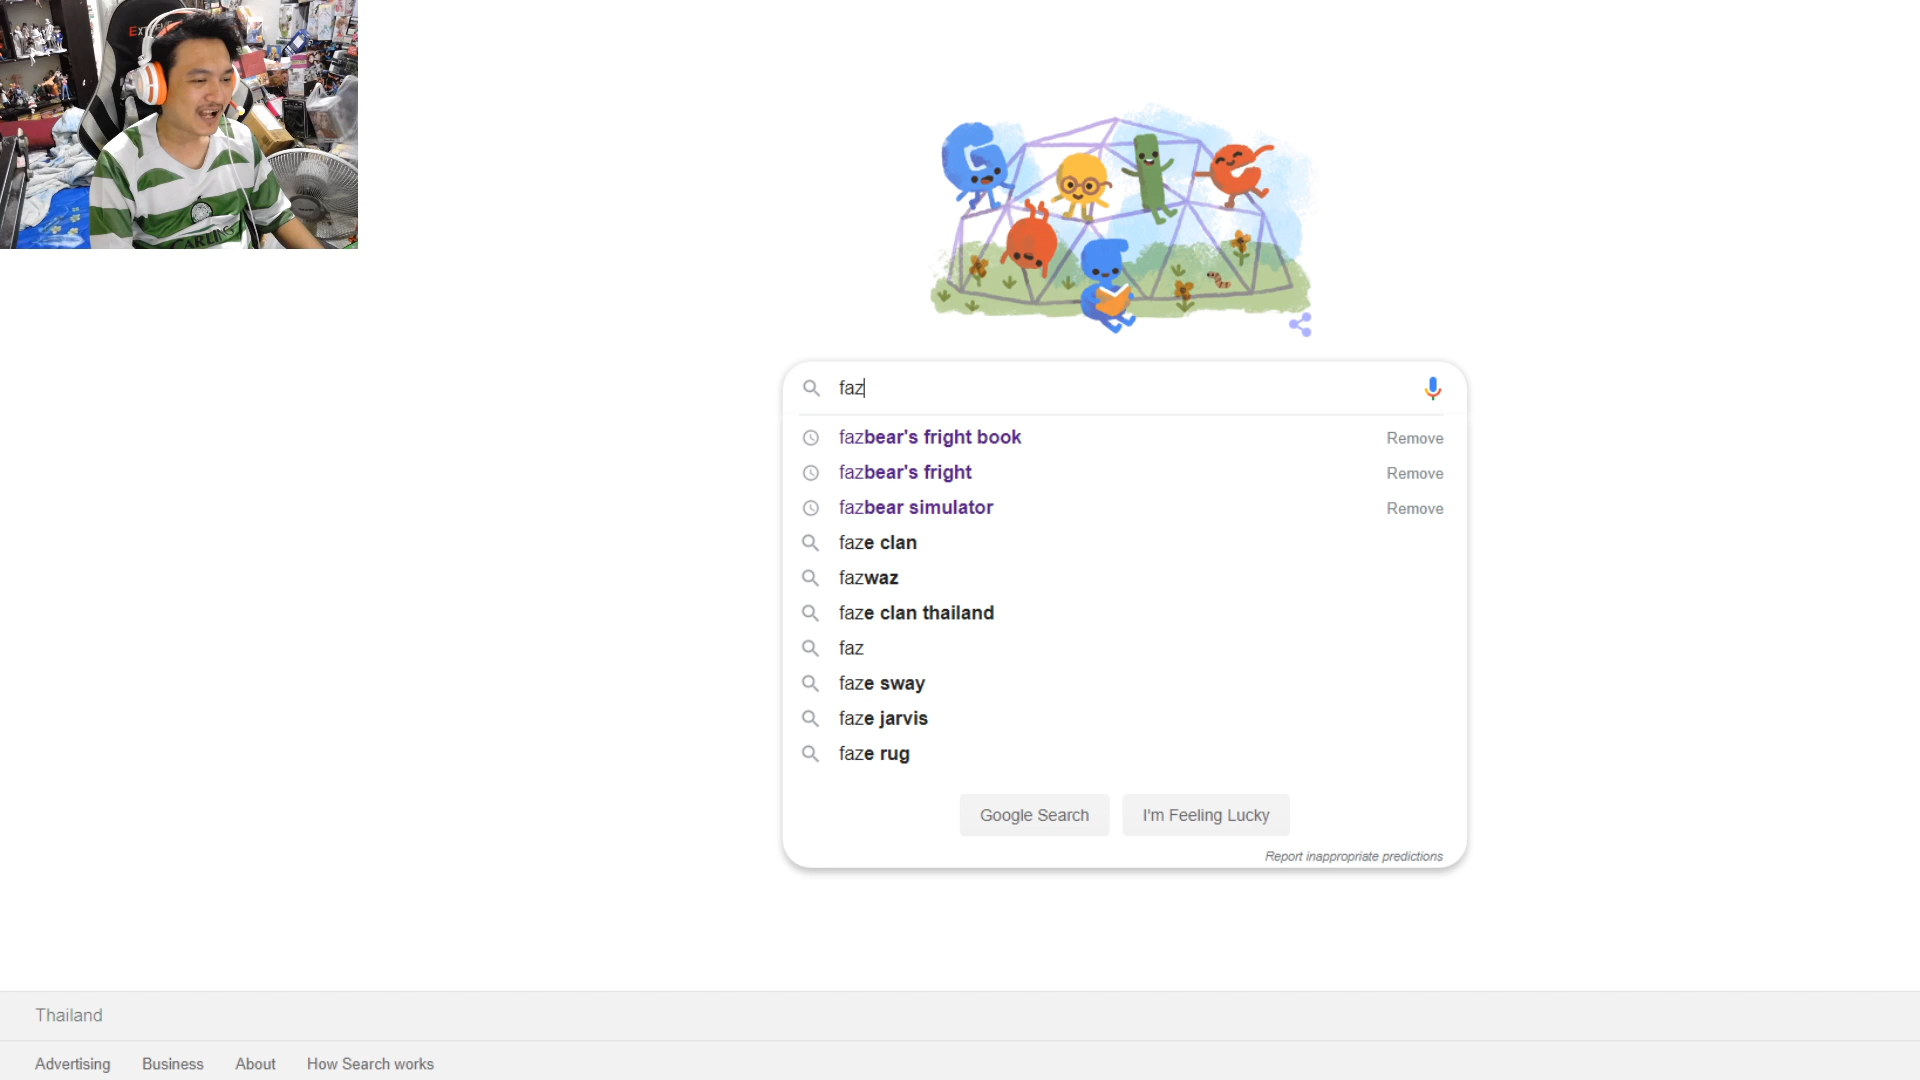 EXT
CARLING
G
faz
fazbear's fright book
Remove
fazbear's fright
Remove
fazbear simulator
Remove
faze clan
fazwaz
faze clan thailand
faz
faze sway
faze jarvis
faze rug
Google Search
I'm Feeling Lucky
Report inappropriate predictions
Thailand
Advertising
Business
About
How Search works